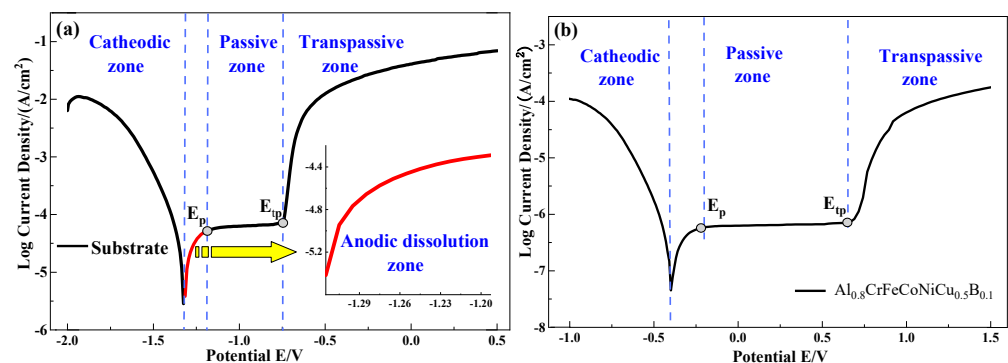 (a)
Catheodic zone
Passive zone
Transpassive zone
Log Current Density/(A/cm²)
-1
-2
-3
-4
-5
-6
E_p
E_tp
Substrate
-4.4
-4.8
-5.2
Anodic dissolution zone
-1.29
-1.26
-1.23
-1.20
-2.0
-1.5
-1.0
-0.5
0.0
0.5
Potential E/V
(b)
Catheodic zone
Passive zone
Transpassive zone
Log Current Density/(A/cm²)
-3
-4
-5
-6
-7
-8
E_p
E_tp
Al₀.₈CrFeCoNiCu₀.₅B₀.₁
-1.0
-0.5
0.0
0.5
1.0
1.5
Potential E/V